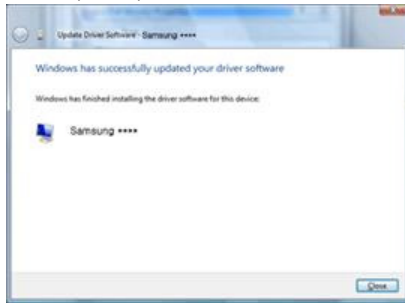 Update Driver Software - Samsung ••••
Windows has successfully updated your driver software
Windows has finished installing the driver software for this device:
Samsung ••••
Close